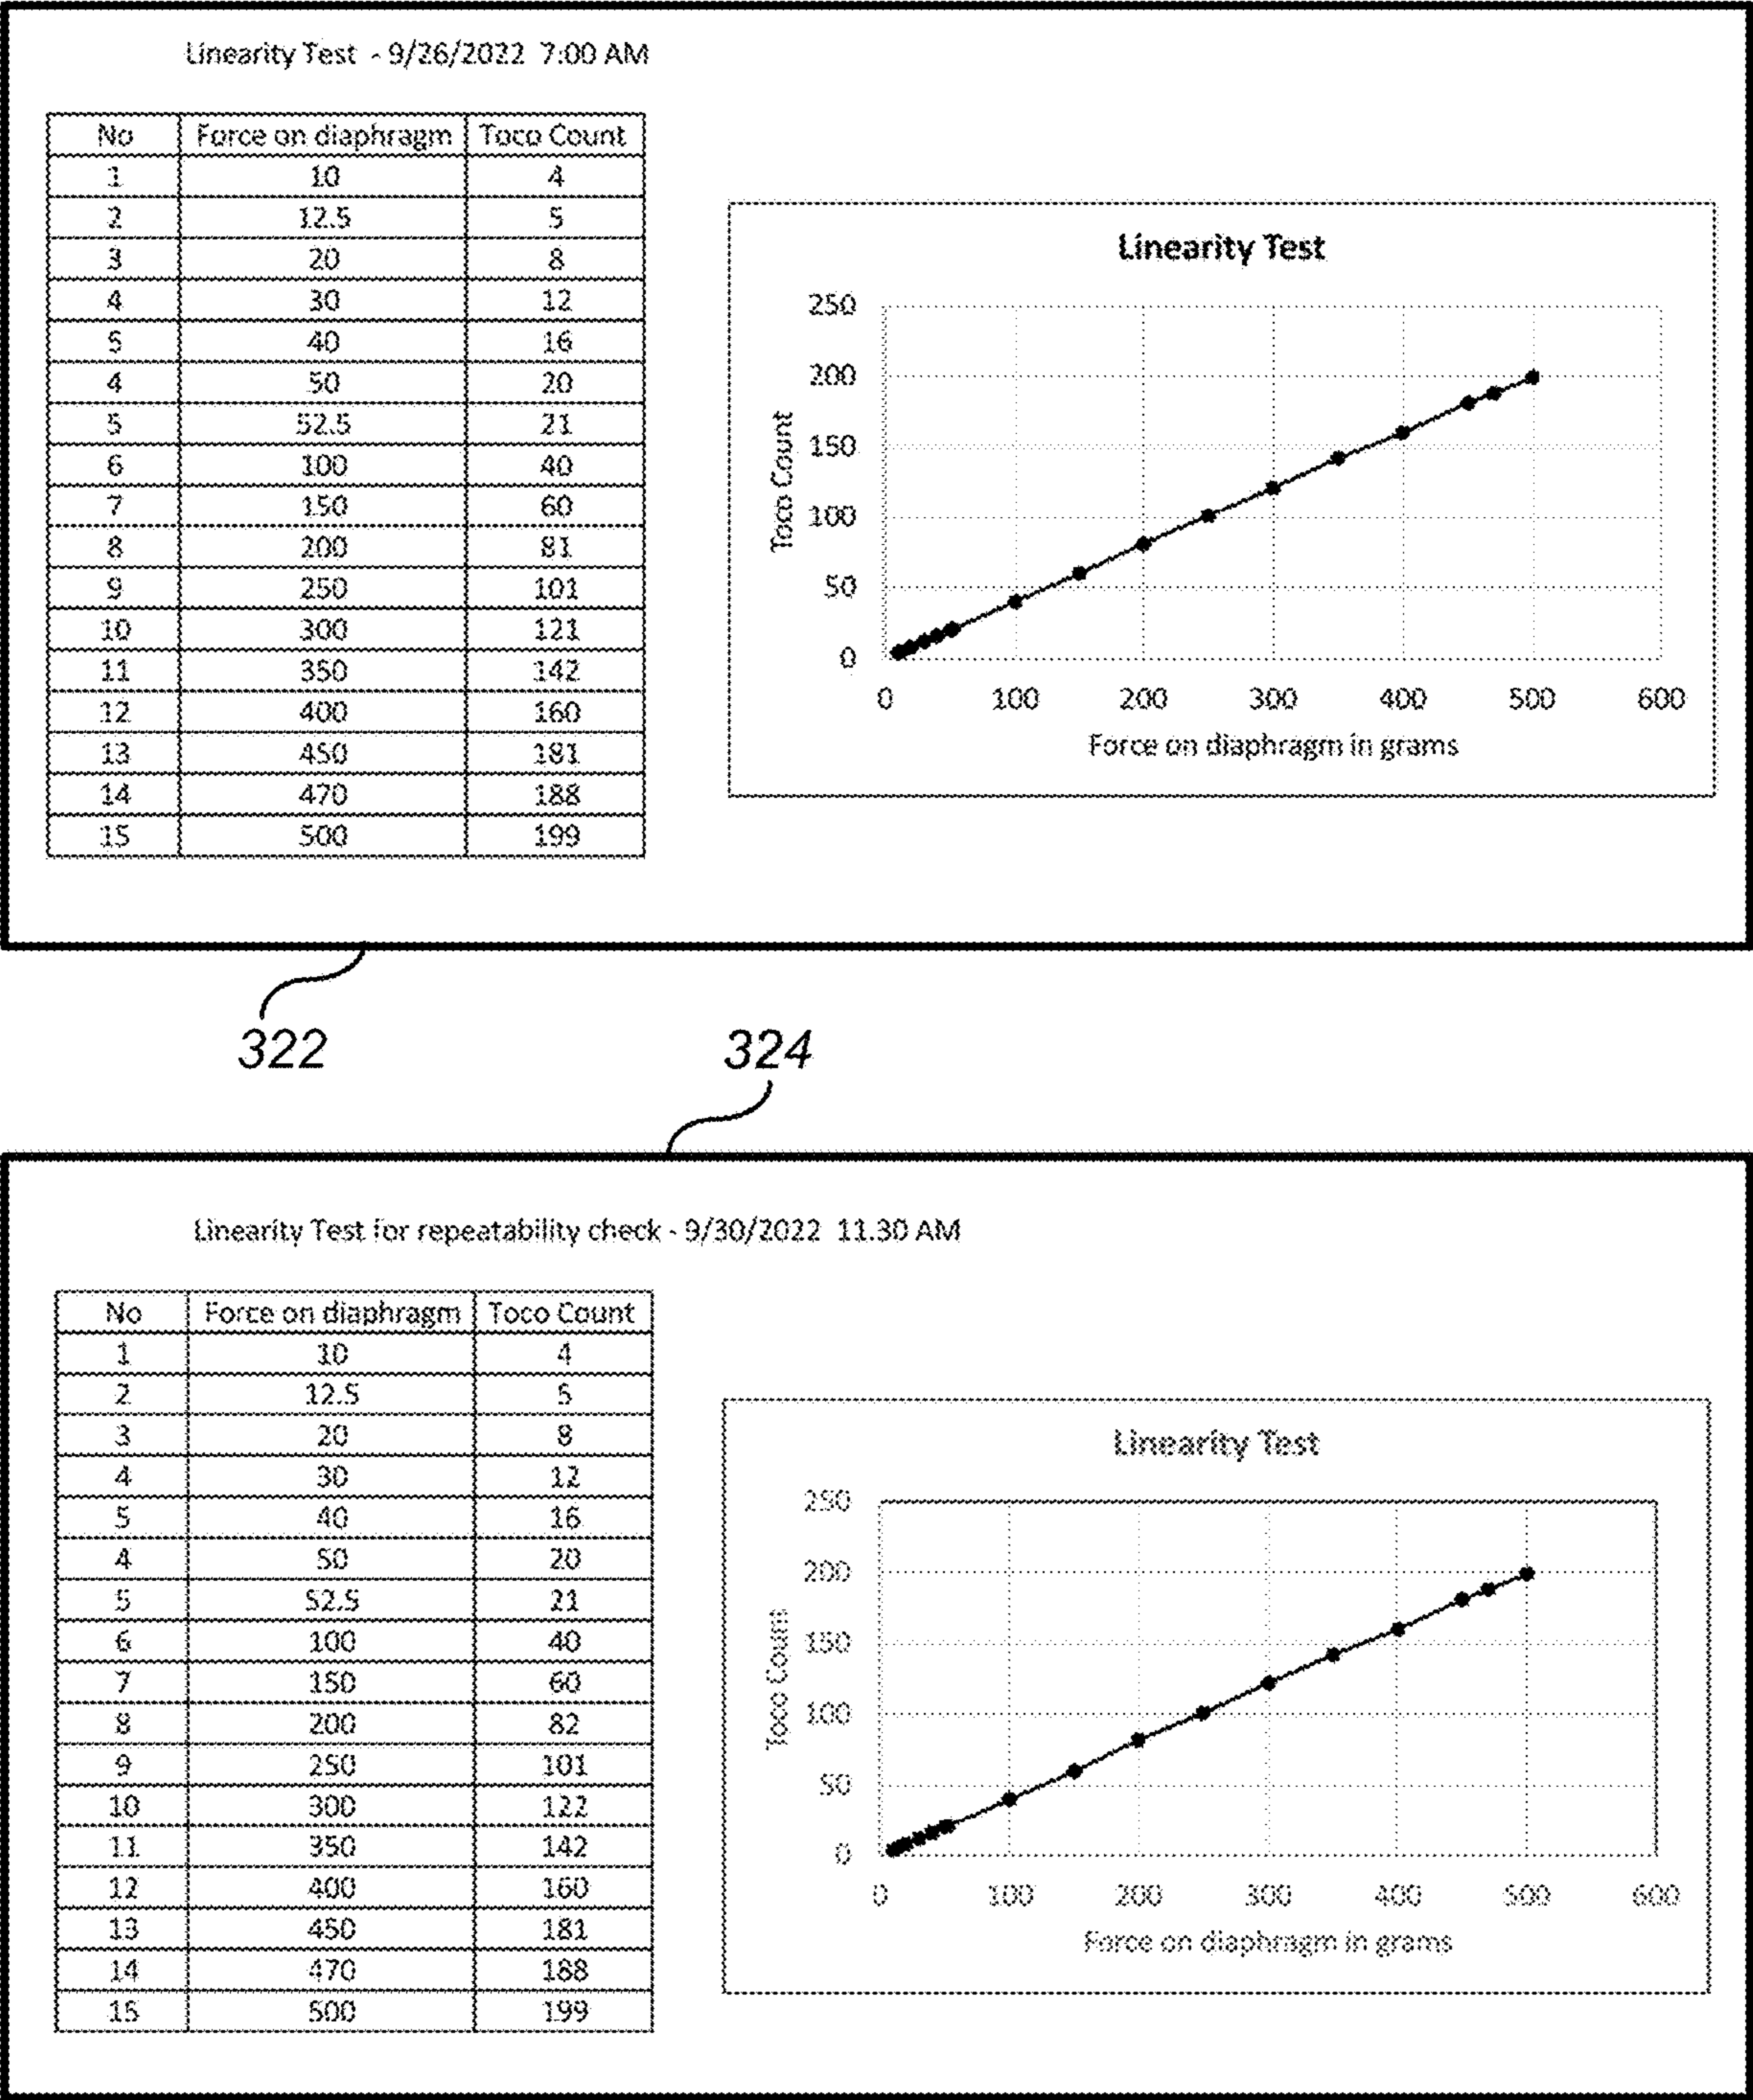 Linearity Test - 9/26/2022 7:00 AM
No Force on diaphragm Toco Count
1 10 4
2 12.5 5
3 20 8
4 30 12
5 40 16
4 50 20
5 52.5 21
6 100 40
7 150 60
8 200 81
9 250 101
10 300 121
11 350 142
12 400 160
13 450 181
14 470 188
15 500 199
Linearity Test
250
200
150
100
50
0
Toco Count
0 100 200 300 400 500 600
Force on diaphragm in grams
322
324
Linearity Test for repeatability check - 9/30/2022 11.30 AM
No Force on diaphragm Toco Count
1 10 4
2 12.5 5
3 20 8
4 30 12
5 40 16
4 50 20
5 52.5 21
6 100 40
7 150 60
8 200 82
9 250 101
10 300 122
11 350 142
12 400 160
13 450 181
14 470 188
15 500 199
Linearity Test
250
200
150
100
50
0
Toco Count
0 100 200 300 400 500 600
Force on diaphragm in grams